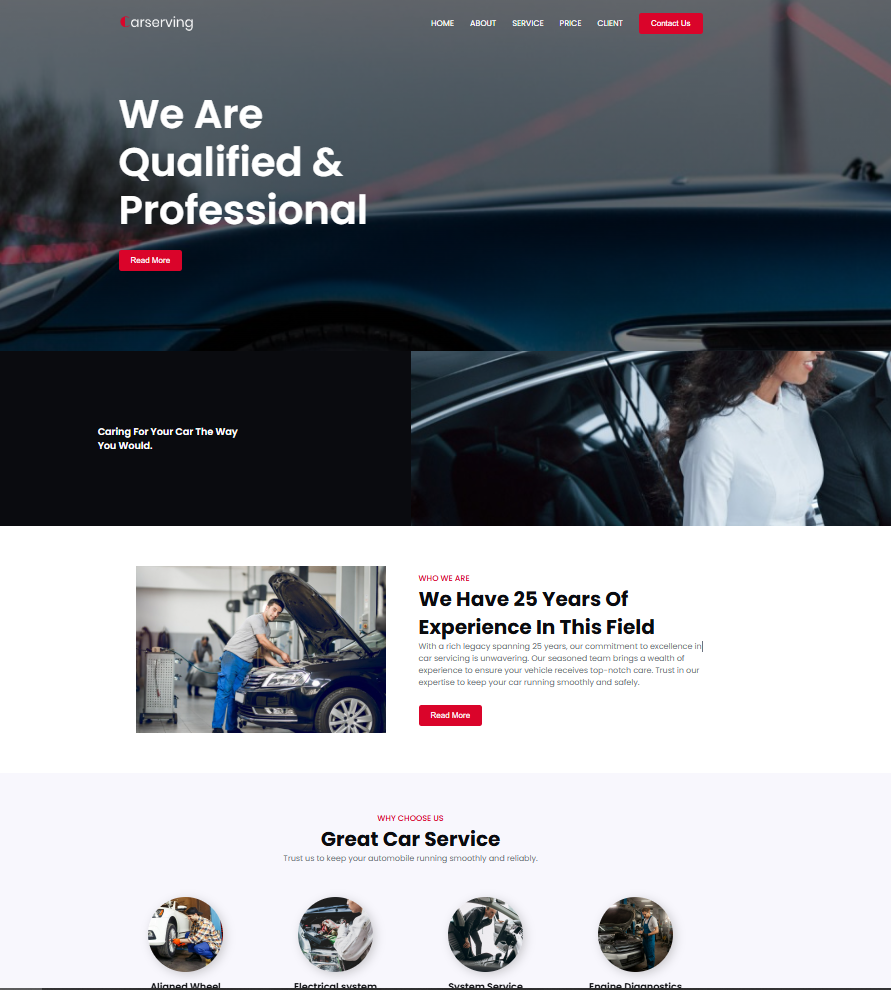 arserving
HOME ABOUT SERVICE PRICE CLIENT Contact Us
We Are
Qualified &
Professional
Read More
Caring For Your Car The Way
You Would.
WHO WE ARE
We Have 25 Years Of
Experience In This Field
With a rich legacy spanning 25 years, our commitment to excellence in
car servicing is unwavering. Our seasoned team brings a wealth of
experience to ensure your vehicle receives top-notch care. Trust in our
expertise to keep your car running smoothly and safely.
Read More
WHY CHOOSE US
Great Car Service
Trust us to keep your automobile running smoothly and reliably.
Aligned Wheel Electrical system System Service Engine Diagnostics